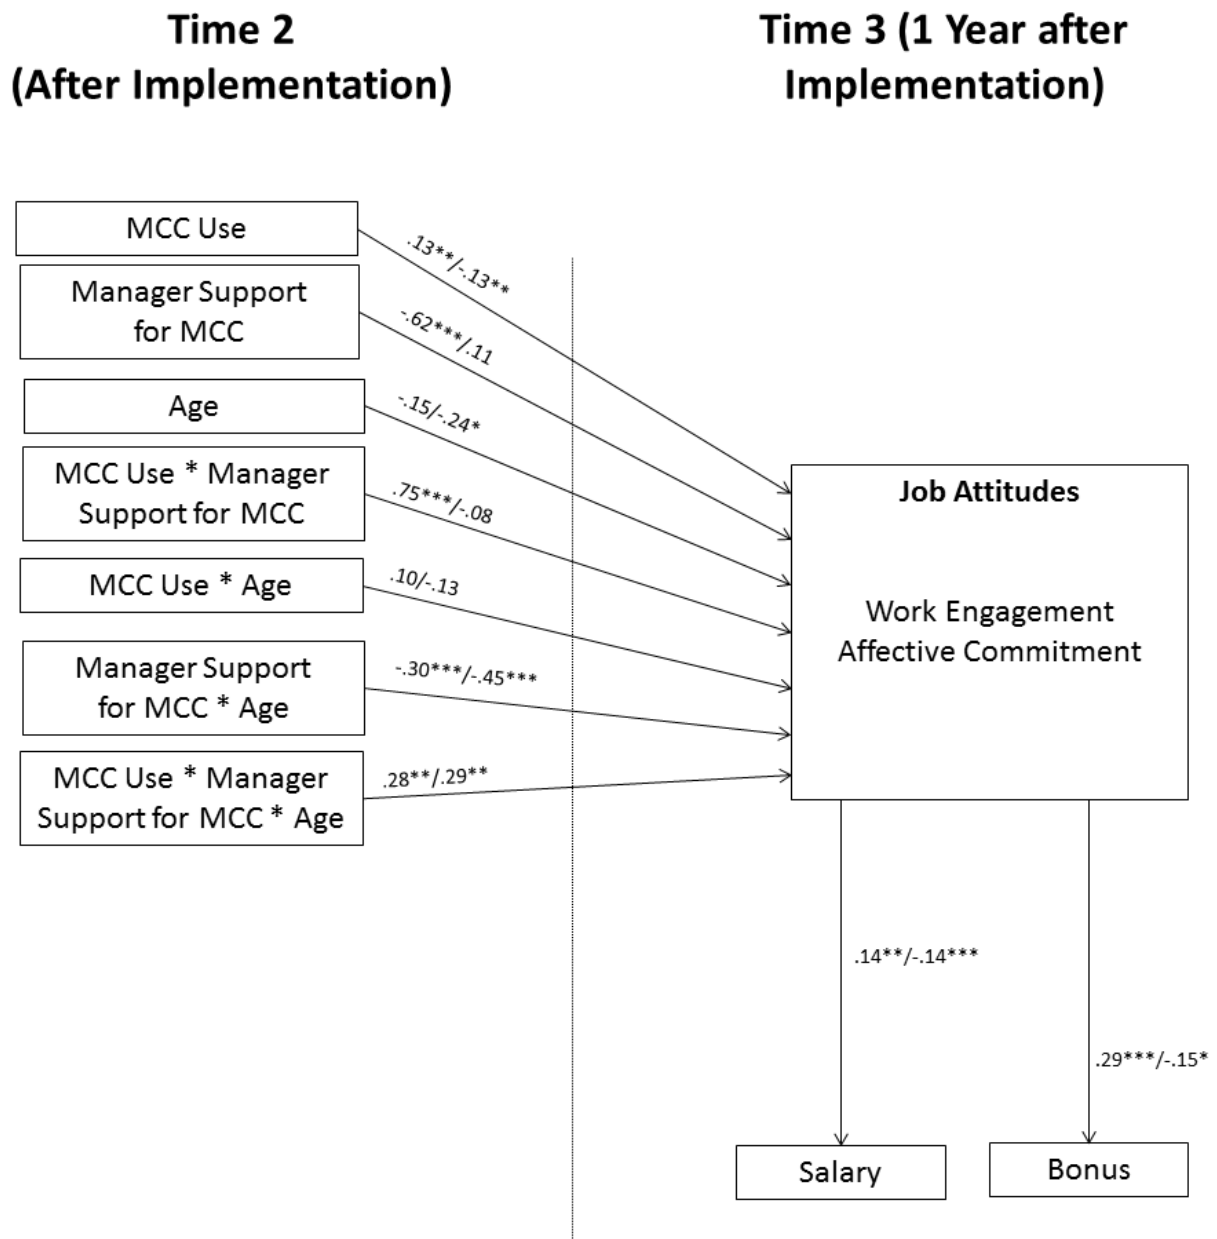 Time 2
(After Implementation)
Time 3 (1 Year after
Implementation)
MCC Use
.13**/-.13**
Manager Support
for MCC
-.62***/.11
Age
-.15/-.24*
MCC Use * Manager
Support for MCC
.75***/-.08
MCC Use * Age
.10/-.13
Manager Support
for MCC * Age
-.30***/-.45***
MCC Use * Manager
Support for MCC * Age
.28**/.29**
Job Attitudes
Work Engagement
Affective Commitment
.14**/-.14***
.29***/-.15*
Salary
Bonus